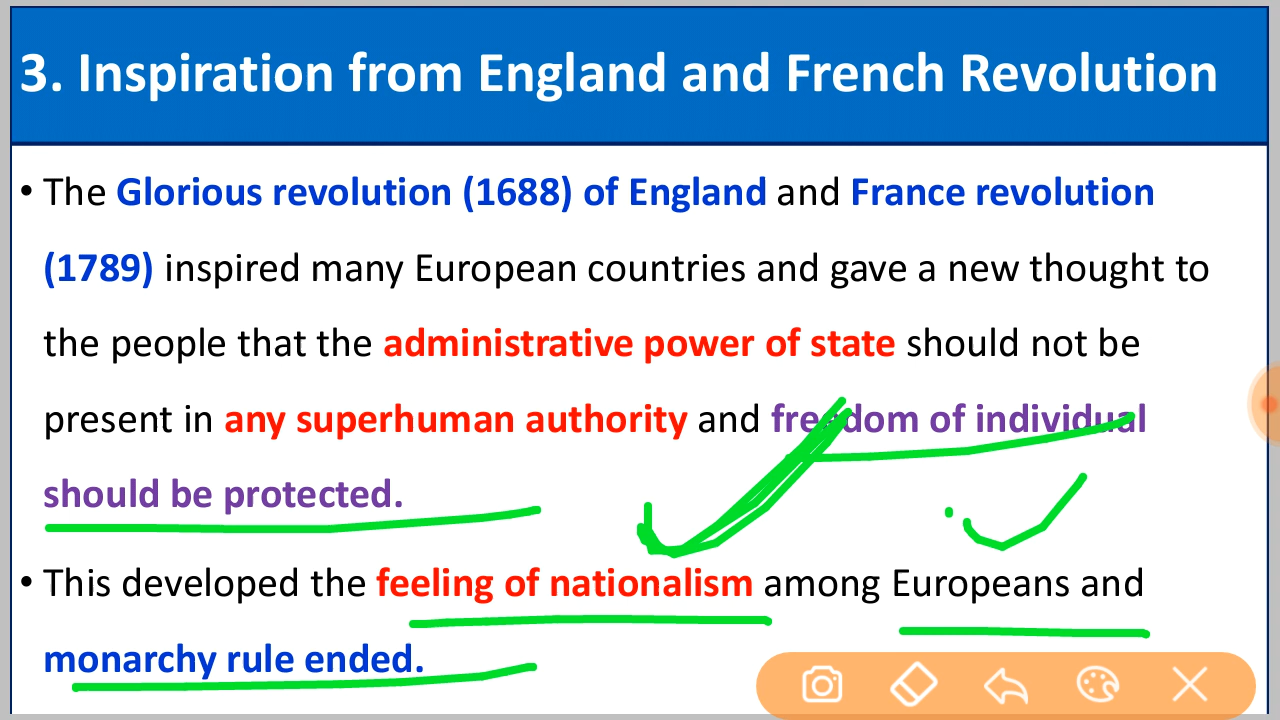 3. Inspiration from England and French Revolution
• The Glorious revolution (1688) of England and France revolution
(1789) inspired many European countries and gave a new thought to
the people that the administrative power of state should not be
present in any superhuman authority and freedom of individual
should be protected.
• This developed the feeling of nationalism among Europeans and
monarchy rule ended.